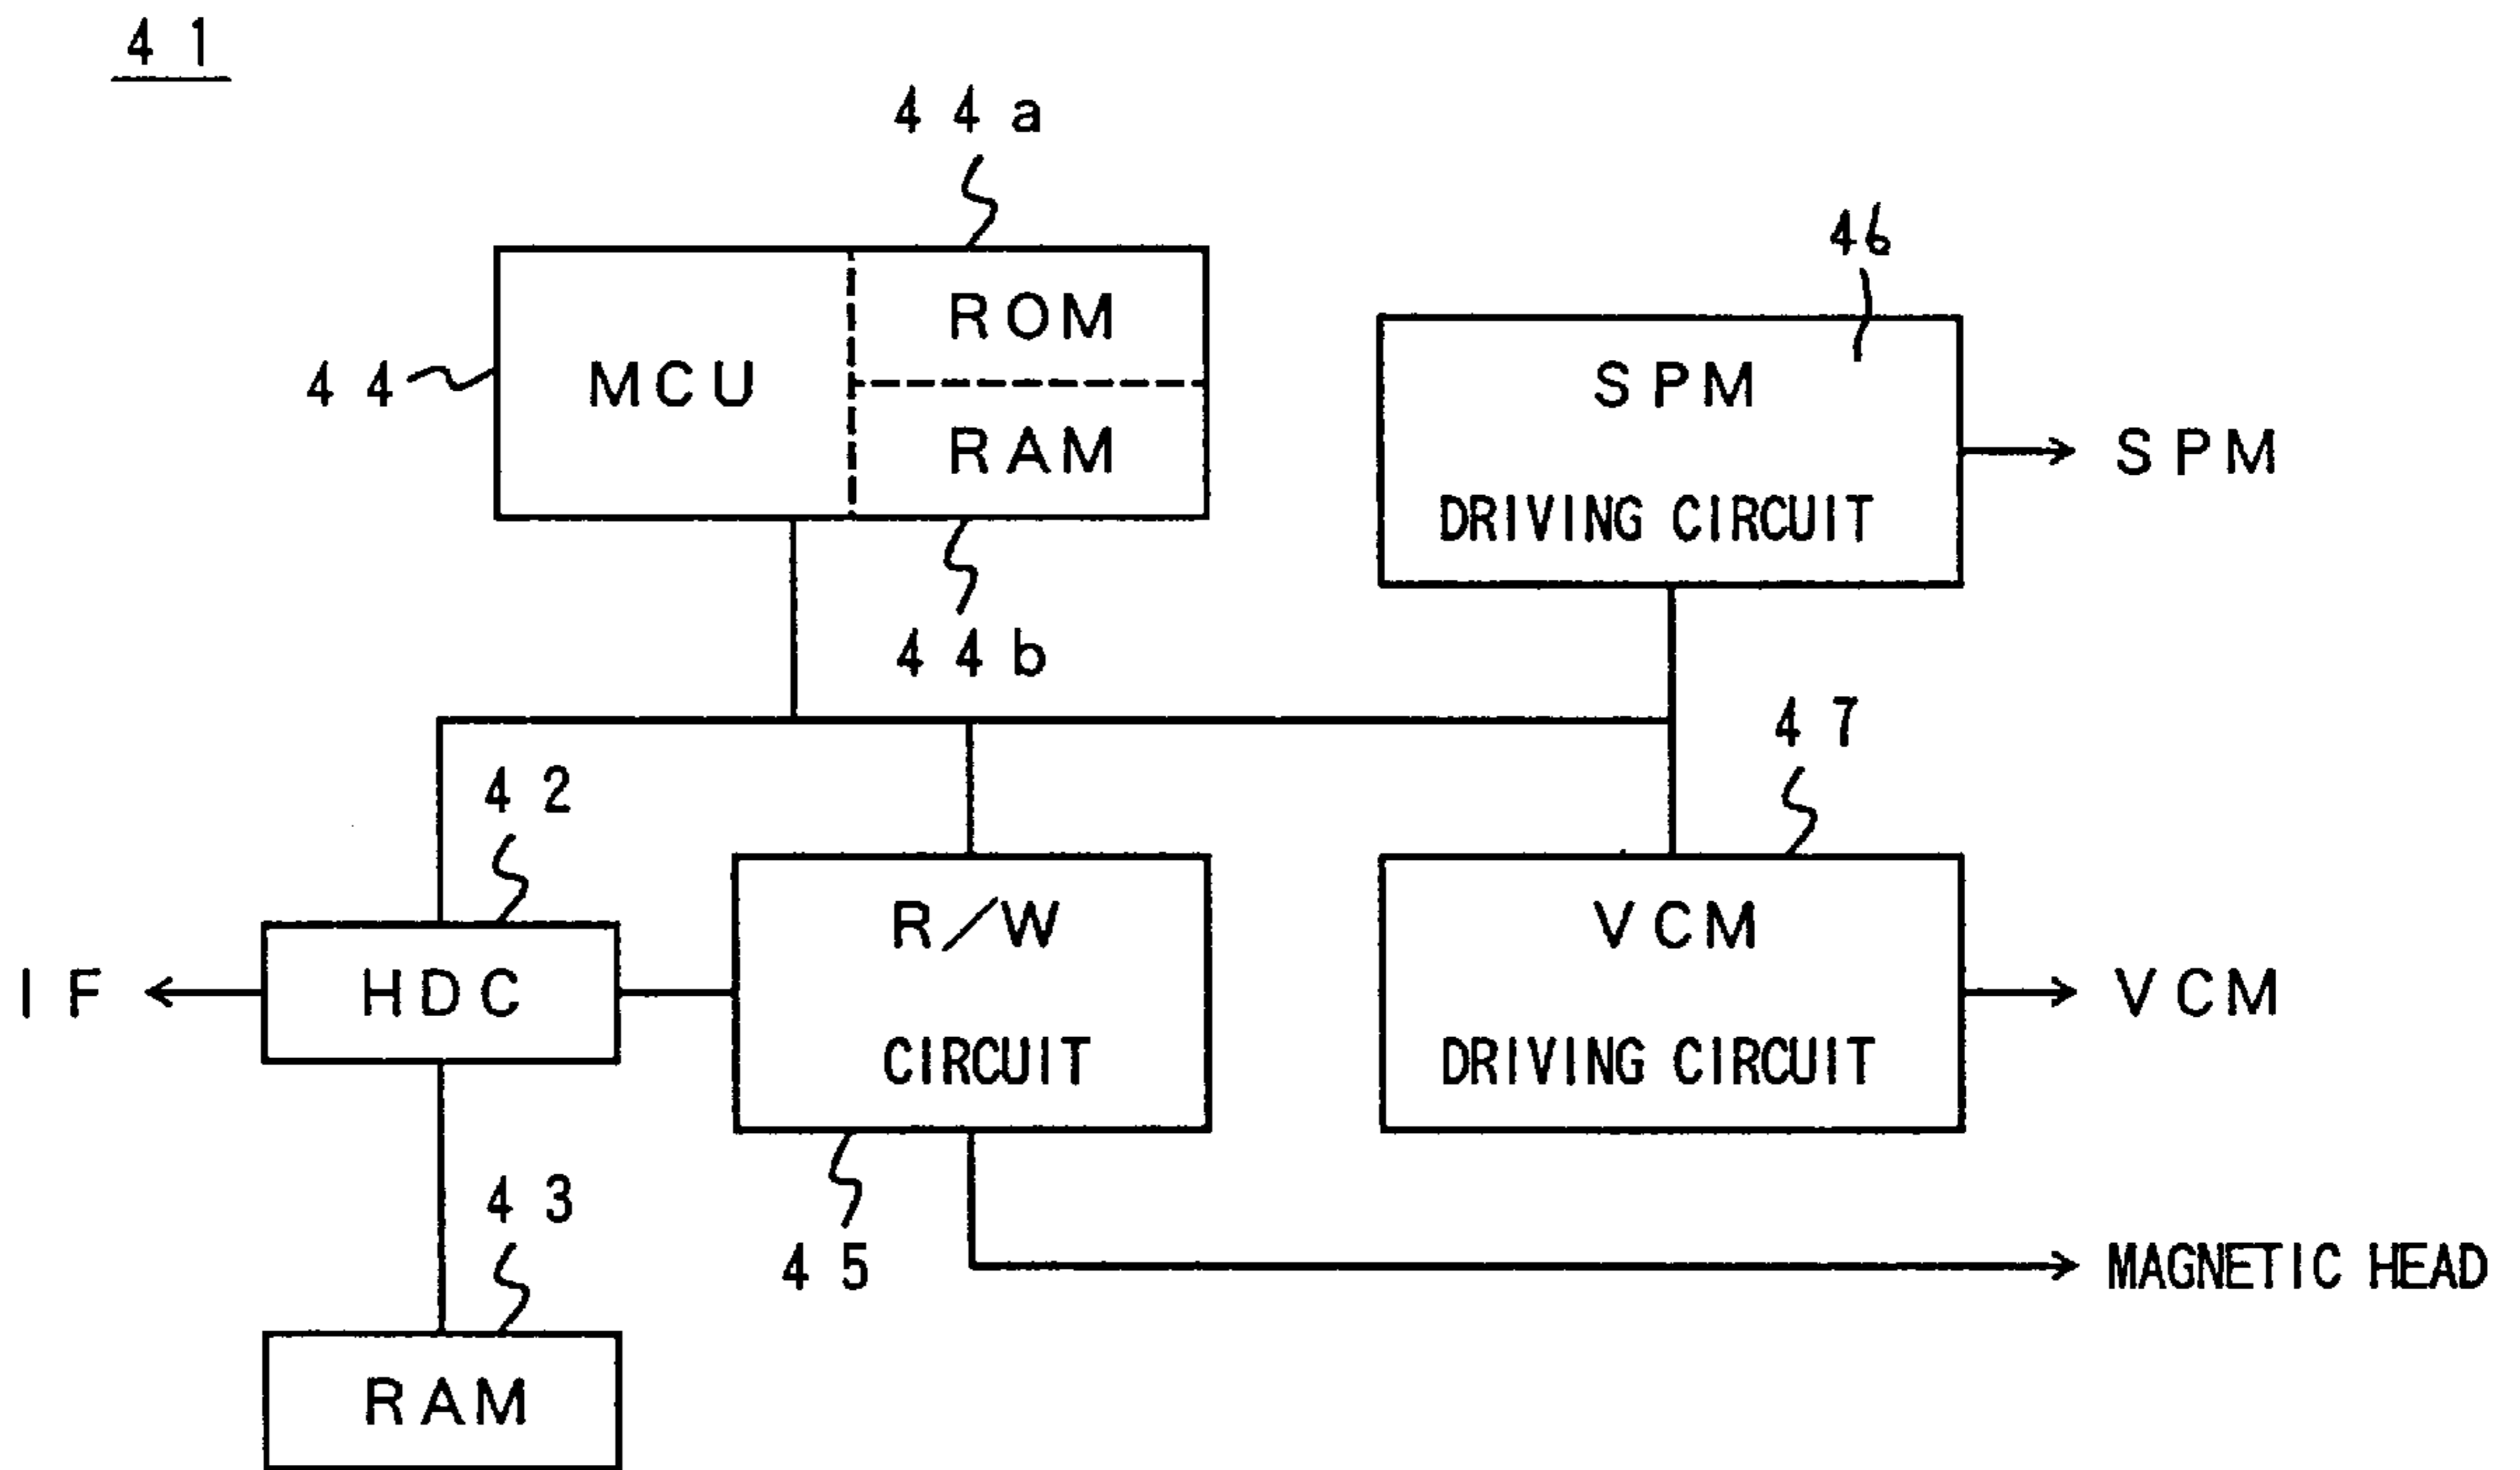 41
44a
46
ROM
44
MCU
SPM
RAM
SPM
DRIVING CIRCUIT
44b
47
42
R/W
VCM
IF
HDC
VCM
CIRCUIT
DRIVING CIRCUIT
43
45
MAGNETIC HEAD
RAM